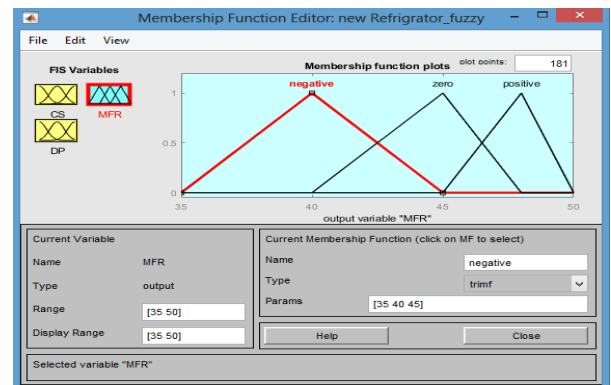 Membership Function Editor: new Refrigrator_fuzzy
File Edit View
FIS Variables
CS
MFR
DP
Membership function plots
plot points:
181
negative
zero
positive
1
0.5
0
35
40
45
50
output variable "MFR"
Current Variable
Name MFR
Type output
Range [35 50]
Display Range [35 50]
Current Membership Function (click on MF to select)
Name negative
Type trimf
Params [35 40 45]
Help
Close
Selected variable "MFR"